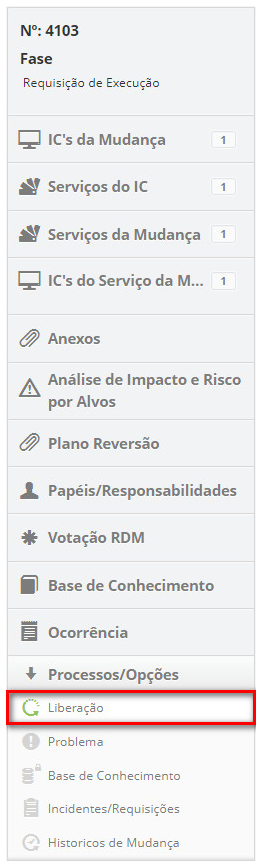 Nº: 4103
Fase
Requisição de Execução
IC's da Mudança 1
Serviços do IC 1
Serviços da Mudança 1
IC's do Serviço da M... 1
Anexos
Análise de Impacto e Risco
por Alvos
Plano Reversão
Papéis/Responsabilidades
Votação RDM
Base de Conhecimento
Ocorrência
Processos/Opções
Liberação
Problema
Base de Conhecimento
Incidentes/Requisições
Historicos de Mudança